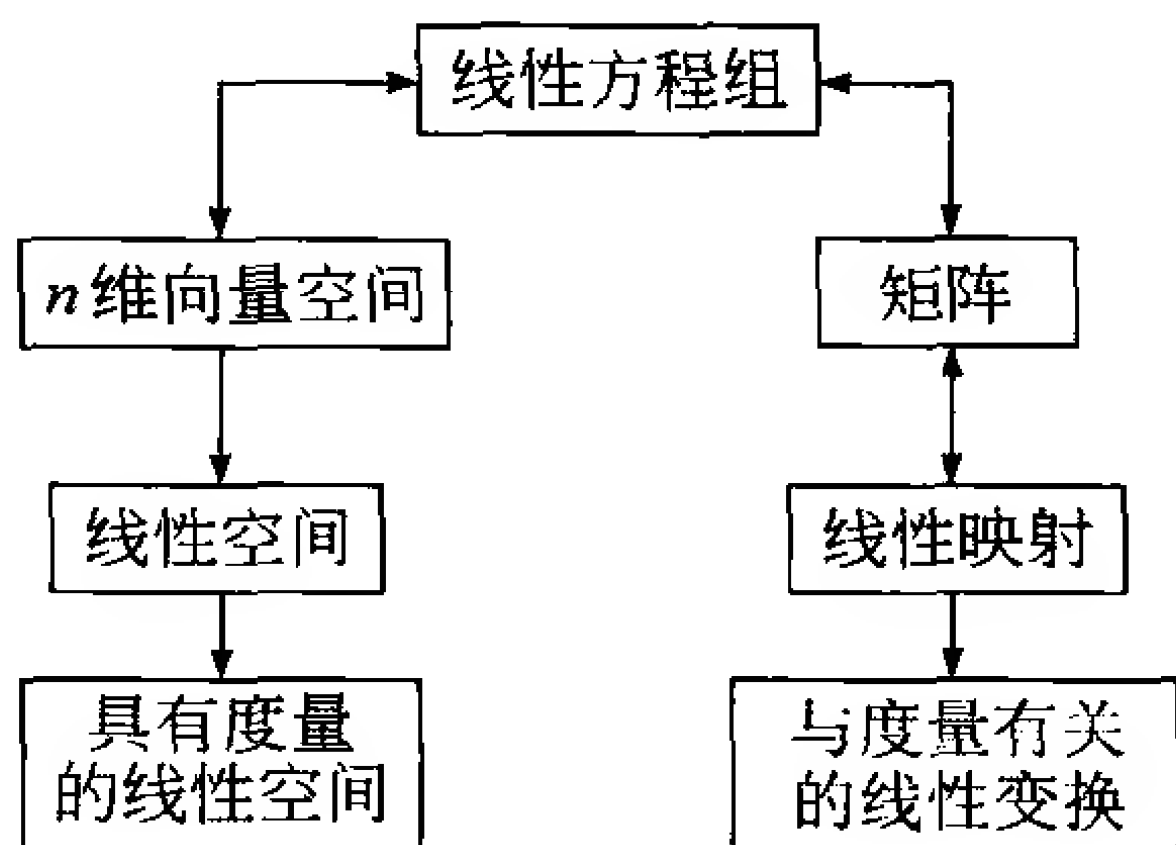 线性方程组
n维向量空间
矩阵
线性空间
线性映射
具有度量
的线性空间
与度量有关
的线性变换